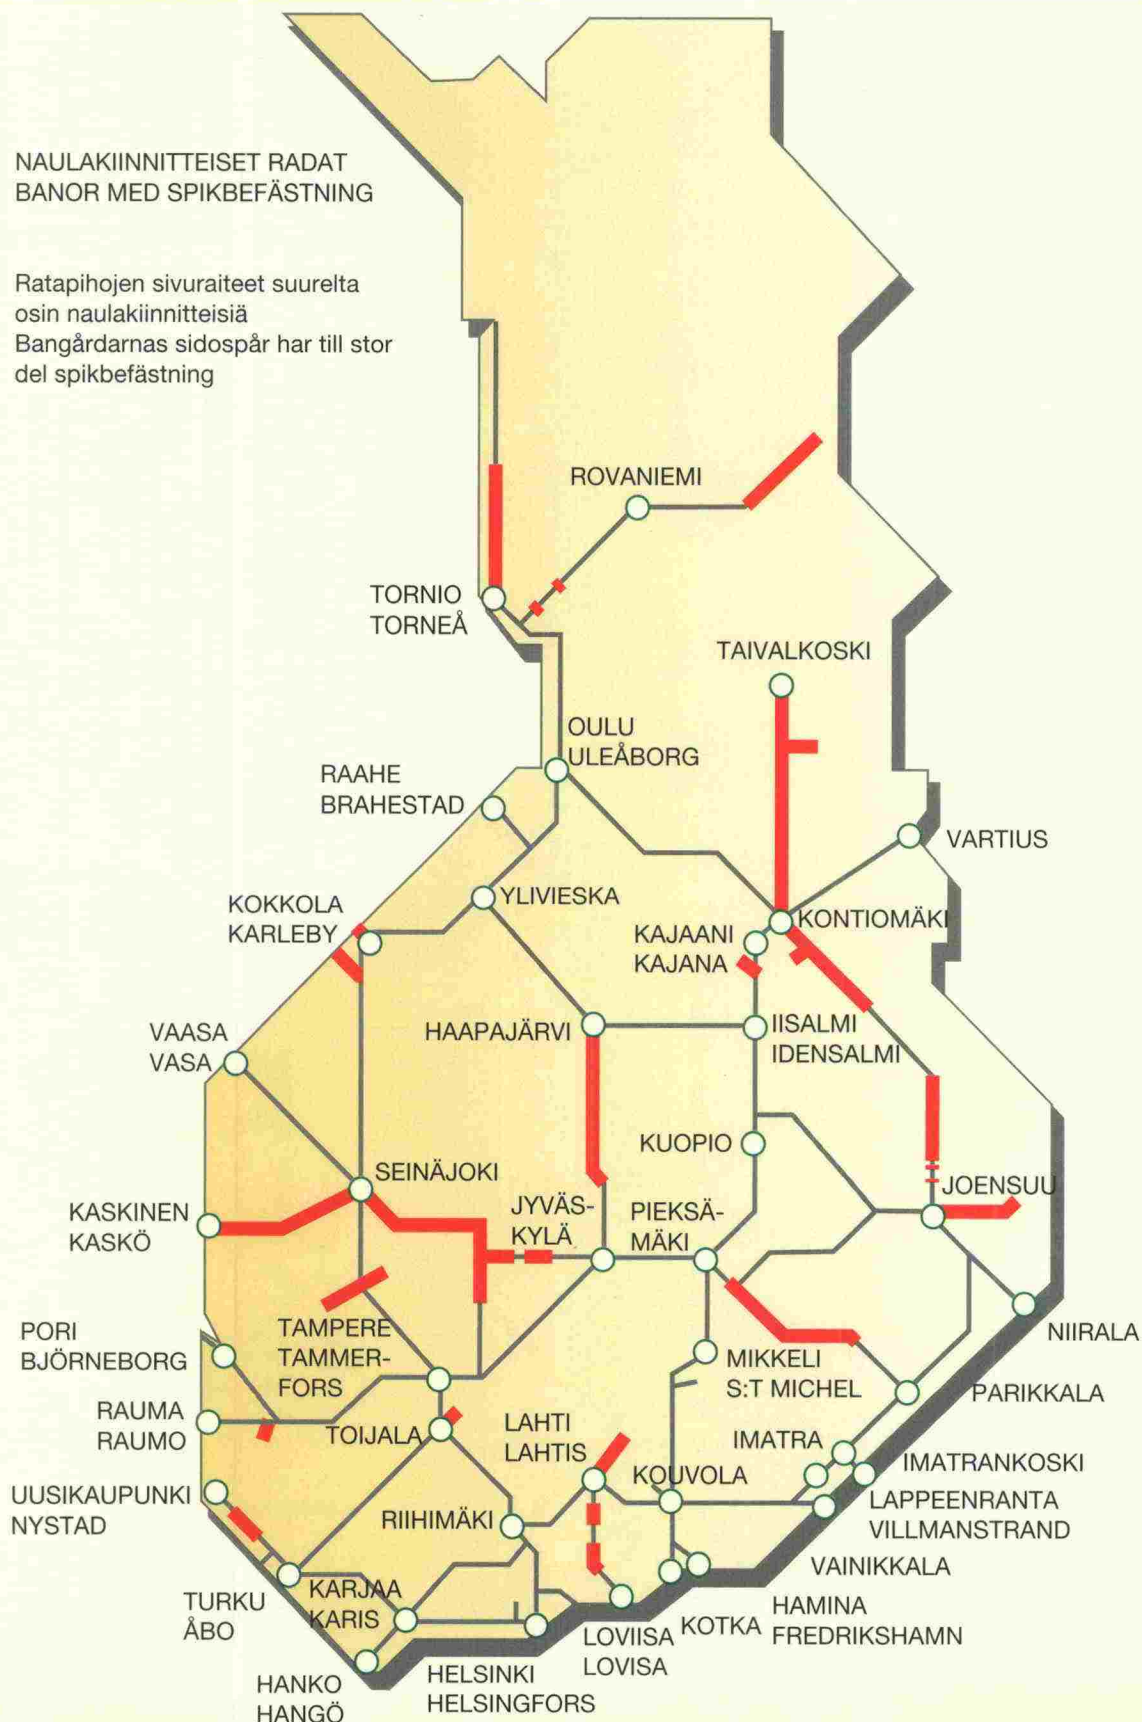 NAULAKIINNITTEISET RADAT
BANOR MED SPIKBEFÄSTNING
Ratapihojen sivuraiteet suurelta
osin naulakiinnitteisiä
Bangårdarnas sidospår har till stor
del spikbefästning
ROVANIEMI
TORNIO
TORNEÅ
TAIVALKOSKI
OULU
ULEÅBORG
RAAHE
BRAHESTAD
VARTIUS
YLIVIESKA
KOKKOLA
KARLEBY
KONTIOMÄKI
KAJAANI
KAJANA
HAAPAJÄRVI
IISALMI
IDENSALMI
VAASA
VASA
KUOPIO
SEINÄJOKI
JOENSUU
KASKINEN
KASKÖ
JYVÄS-
KYLÄ
PIEKSÄ-
MÄKI
PORI
BJÖRNEBORG
TAMPERE
TAMMER-
FORS
NIIRALA
MIKKELI
S:T MICHEL
PARIKKALA
RAUMA
RAUMO
TOIJALA
LAHTI
LAHTIS
IMATRA
IMATRANKOSKI
KOUVOLA
UUSIKAUPUNKI
NYSTAD
RIIHIMÄKI
LAPPEENRANTA
VILLMANSTRAND
VAINIKKALA
TURKU
ÅBO
KARJAA
KARIS
HAMINA
FREDRIKSHAMN
KOTKA
LOVIISA
LOVISA
HELSINKI
HELSINGFORS
HANKO
HANGÖ